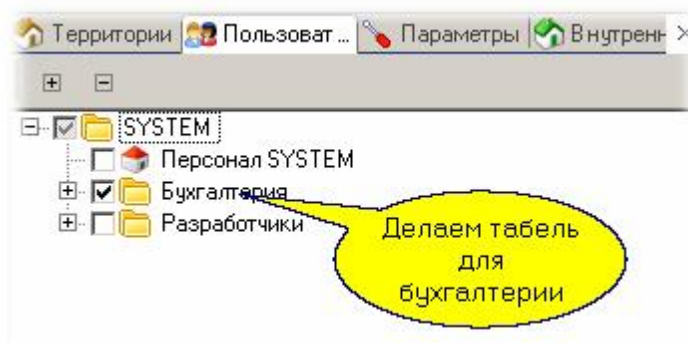 Территории Пользоват ... Параметры Внутренн
SYSTEM
Персонал SYSTEM
Бухгалтерия
Разработчики
Делаем табель
для
бухгалтерии